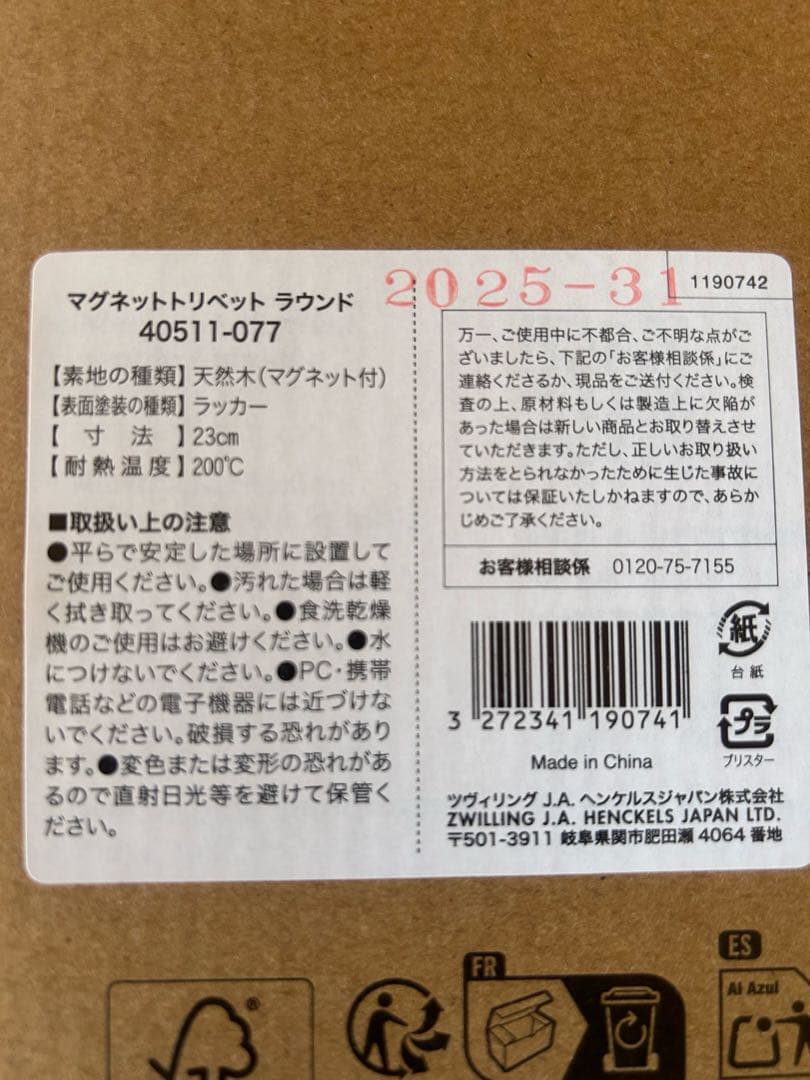 2025-31
1190742
マグネットトリベット ラウンド
40511-077
【素地の種類】天然木(マグネット付)
【表面塗装の種類】ラッカー
【寸法】23cm
【耐熱温度】200℃
■取扱い上の注意
●平らで安定した場所に設置して
ご使用ください。●汚れた場合は軽
く拭き取ってください。●食洗乾燥
機のご使用はお避けください。●水
につけないでください。●PC・携帯
電話などの電子機器には近づけな
いでください。破損する恐れがあり
ます。●変色または変形の恐れがあ
るので直射日光等を避けて保管く
ださい。
万一、ご使用中に不都合、ご不明な点がご
ざいましたら、下記の「お客様相談係」にご
連絡くださるか、現品をご送付ください。検
査の上、原材料もしくは製造上に欠陥が
あった場合は新しい商品とお取り替えさせ
ていただきます。ただし、正しいお取り扱い
方法をとられなかったために生じた事故に
ついては保証いたしかねますので、あらか
じめご了承ください。
お客様相談係 0120-75-7155
紙
台紙
プラ
ブリスター
3 272341 190741
Made in China
ツヴィリング J.A. ヘンケルスジャパン株式会社
ZWILLING J.A. HENCKELS JAPAN LTD.
〒501-3911 岐阜県関市肥田瀬 4064 番地
®
FR
ES
Al Azul